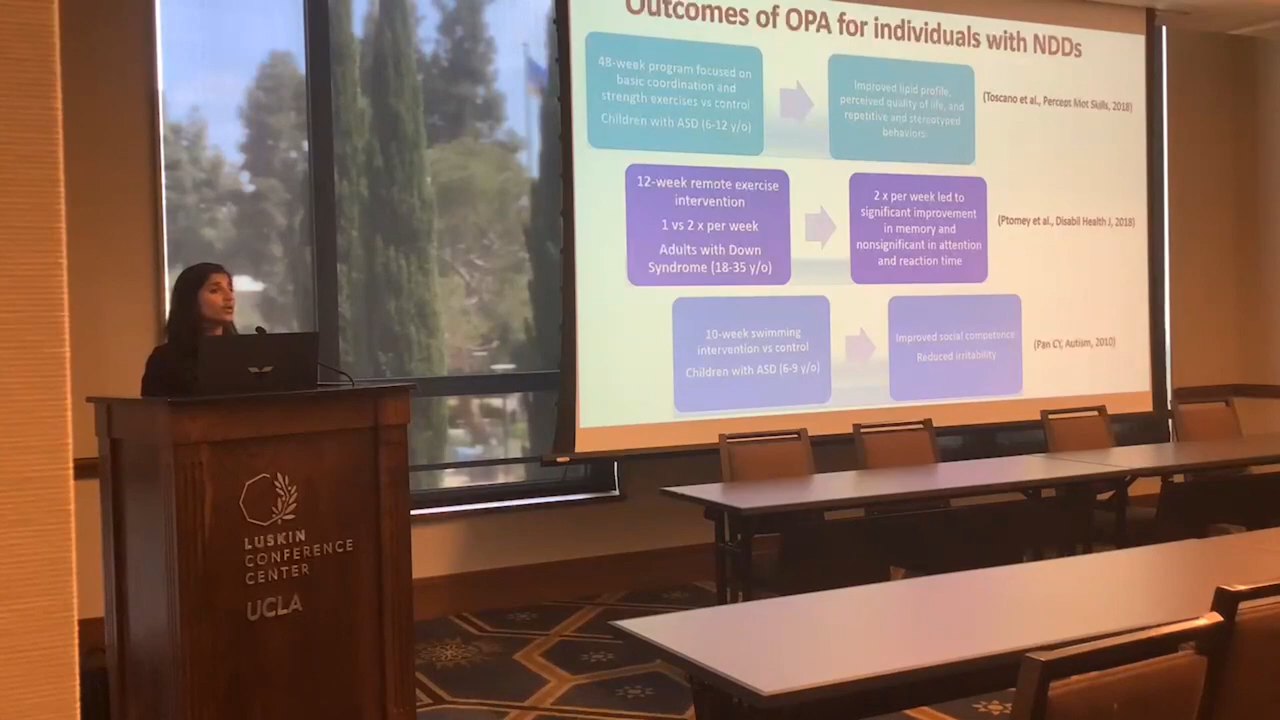 Outcomes of OPA for individuals with NDDs
48-week program focused on
basic coordination and
strength exercises vs control
Children with ASD (6-12 y/o)
Improved lipid profile,
perceived quality of life, and
repetitive and stereotyped
behaviors
(Toscano et al., Percept Mot Skills, 2018)
12-week remote exercise
intervention
1 vs 2 x per week
Adults with Down
Syndrome (18-35 y/o)
2 x per week led to
significant improvement
in memory and
nonsignificant in attention
and reaction time
(Ptomey et al., Disabil Health J, 2018)
10-week swimming
intervention vs control
Children with ASD (6-9 y/o)
Improved social competence
Reduced irritability
(Pan CY, Autism, 2010)
LUSKIN
CONFERENCE
CENTER
UCLA